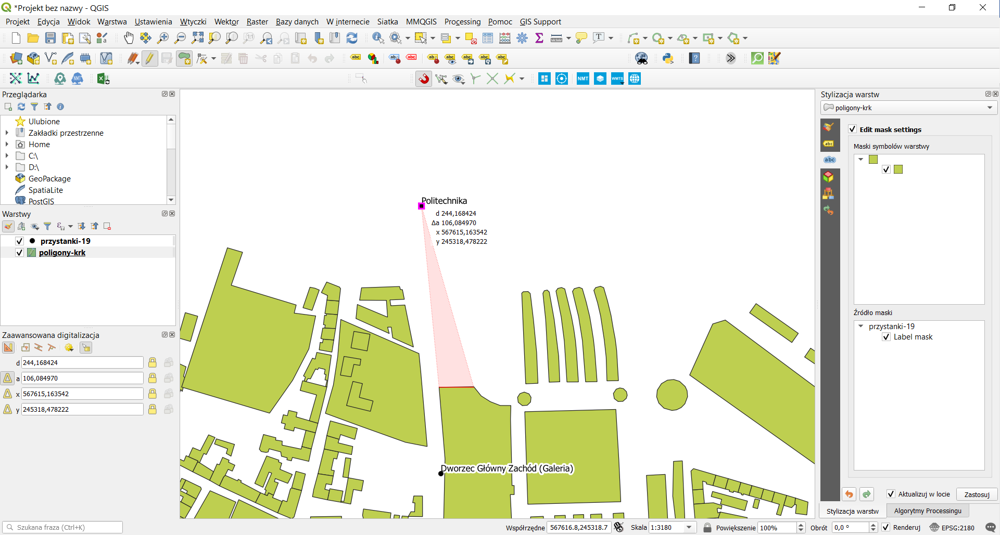 *Projekt bez nazwy - QGIS
Projekt Edycja Widok Warstwa Ustawienia Wtyczki Wektor Raster Bazy danych W internecie Siatka MMQGIS Processing Pomoc GIS Support
Przeglądarka
Ulubione
Zakładki przestrzenne
Home
C:\
D:\
GeoPackage
SpatiaLite
PostGIS
Warstwy
przystanki-19
poligony-krk
Zaawansowana digitalizacja
d 244,168424
a 106,084970
x 567615,163542
y 245318,478222
Szukana fraza (Ctrl+K)
Politechnika
d 244,168424
Δa 106,084970
x 567615,163542
y 245318,478222
Dworzec Główny Zachód (Galeria)
NMT
WMTS
Stylizacja warstw
poligony-krk
Edit mask settings
Maski symbolów warstwy
Źródło maski
przystanki-19
Label mask
Aktualizuj w locie Zastosuj
Stylizacja warstw Algorytmy Processingu
Współrzędne 567616.8,245318.7 Skala 1:3180 Powiększenie 100% Obrót 0,0 ° Renderuj EPSG:2180